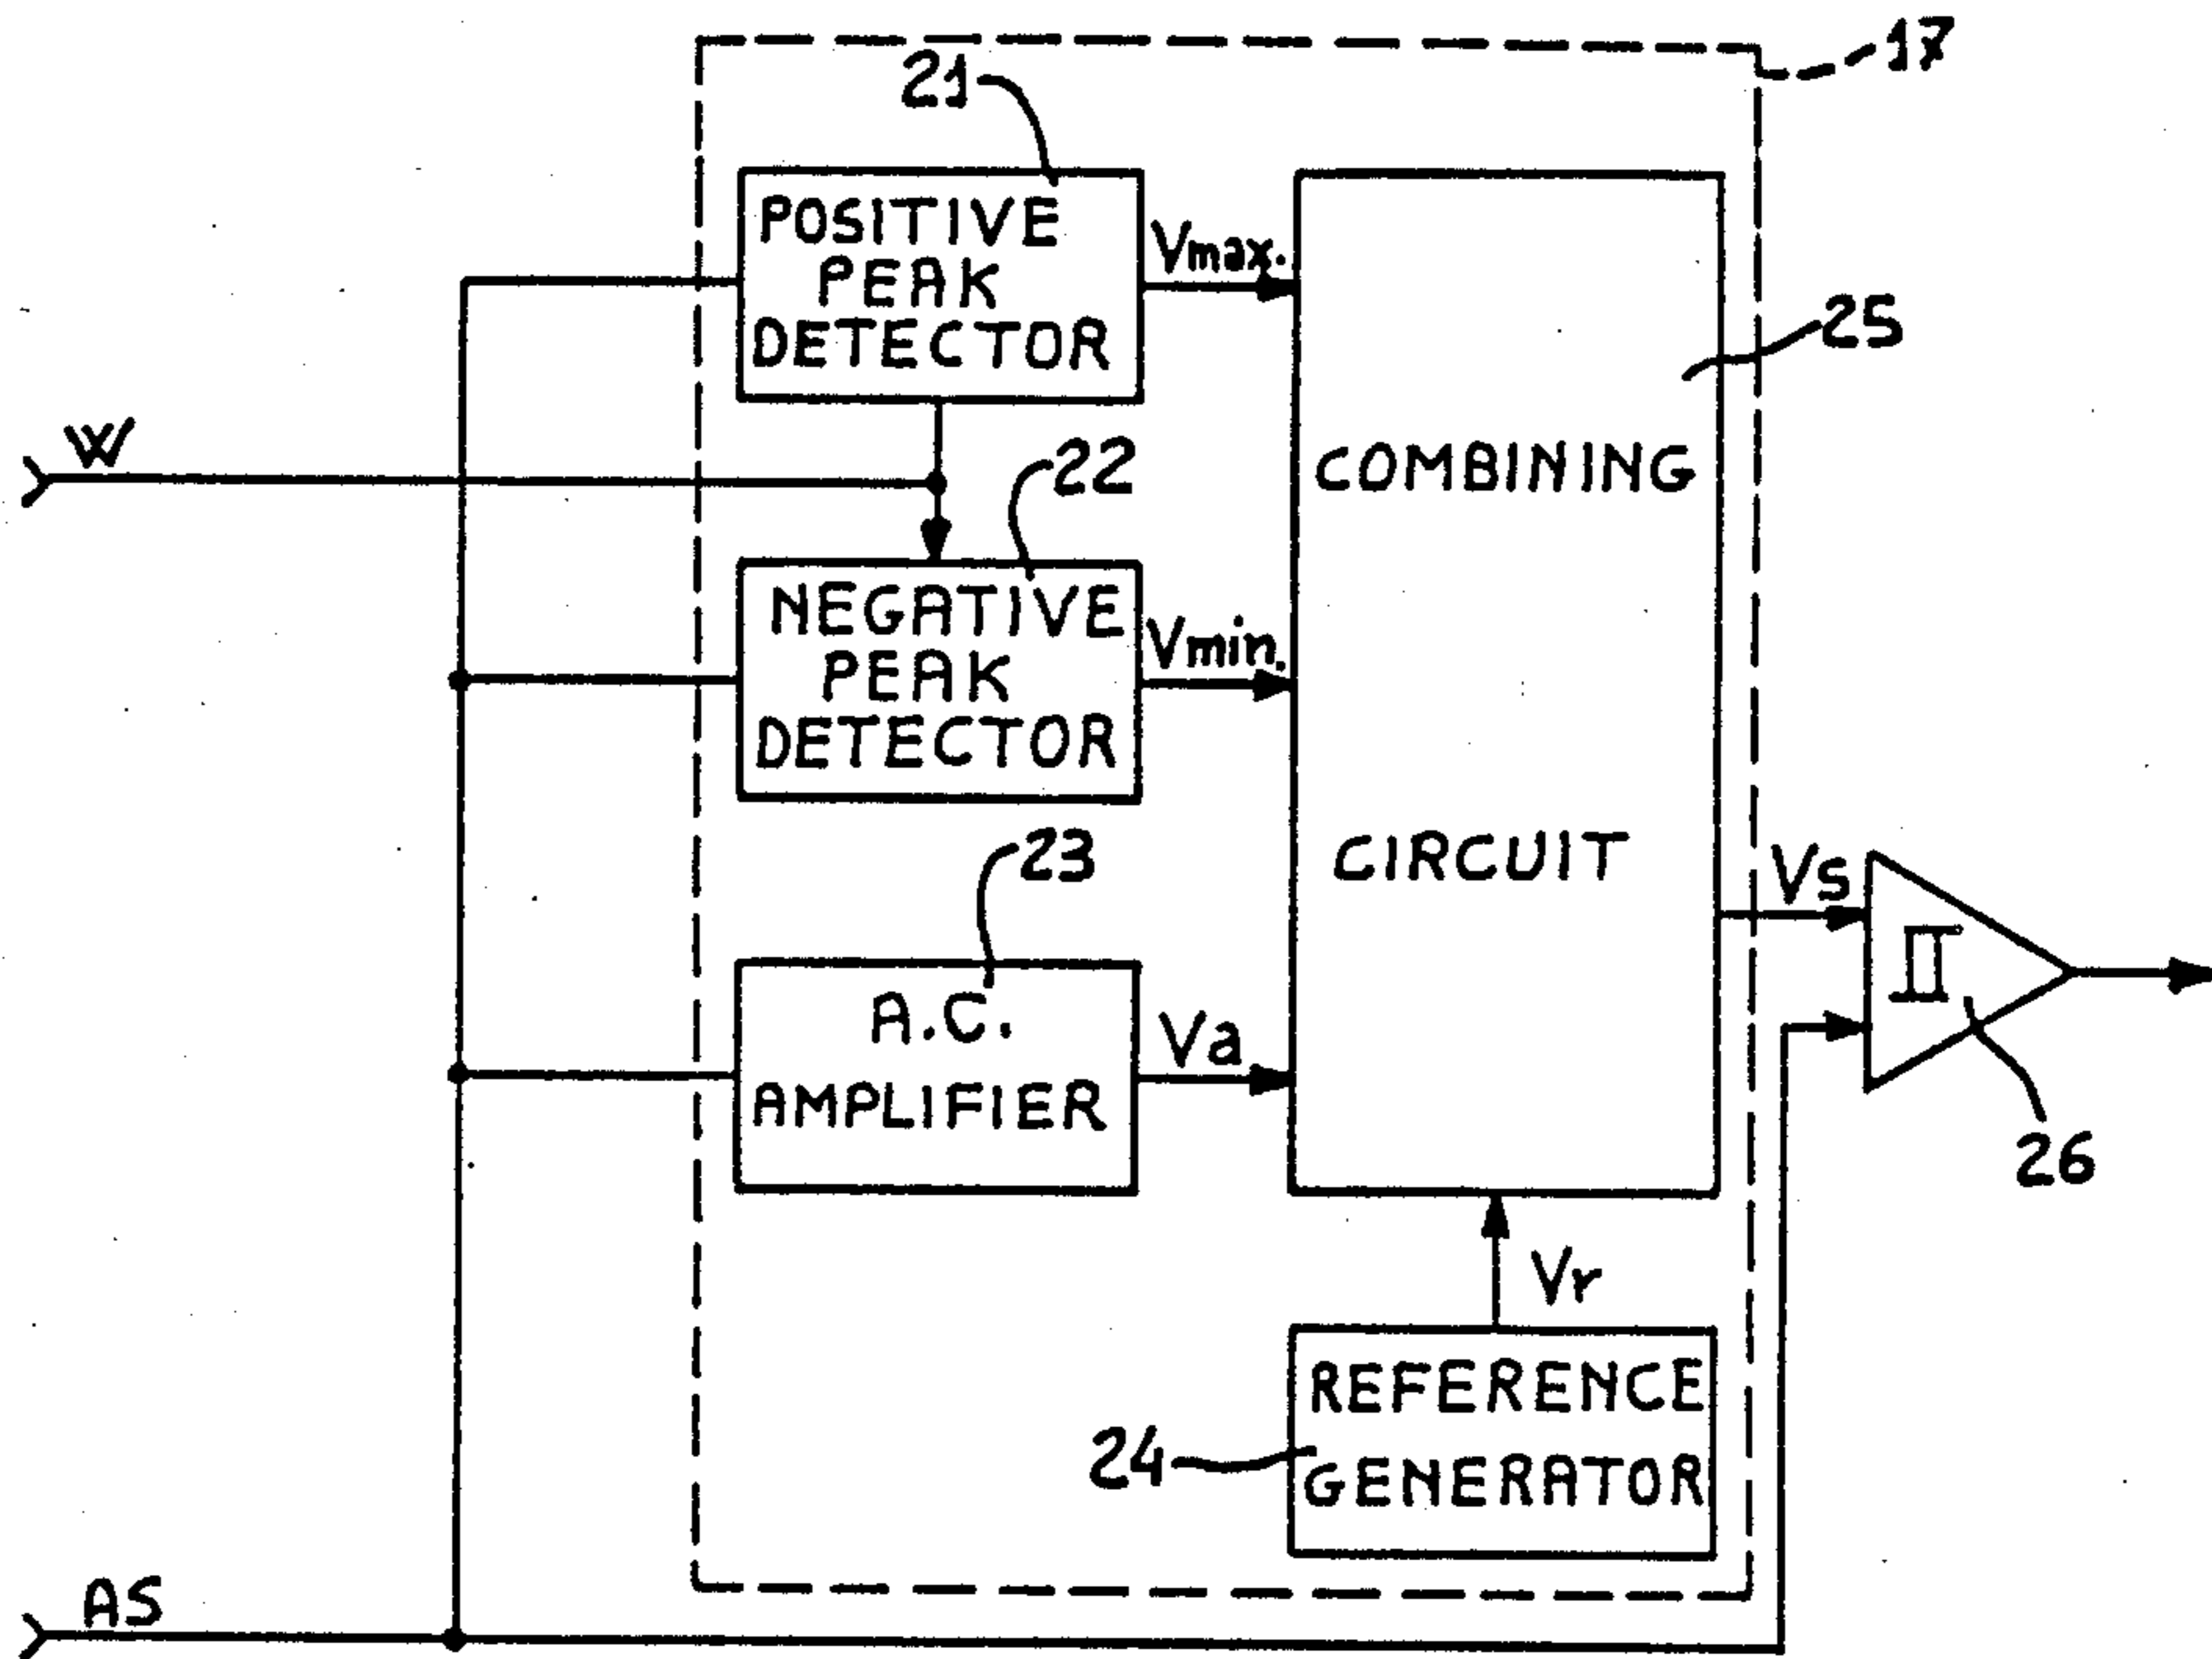 17
21
POSITIVE
PEAK
DETECTOR
Vmax.
25
W
COMBINING
22
NEGATIVE
PEAK
DETECTOR
Vmin.
23
CIRCUIT
Vs
A.C.
AMPLIFIER
Va
II
26
Vr
REFERENCE
GENERATOR
24
AS